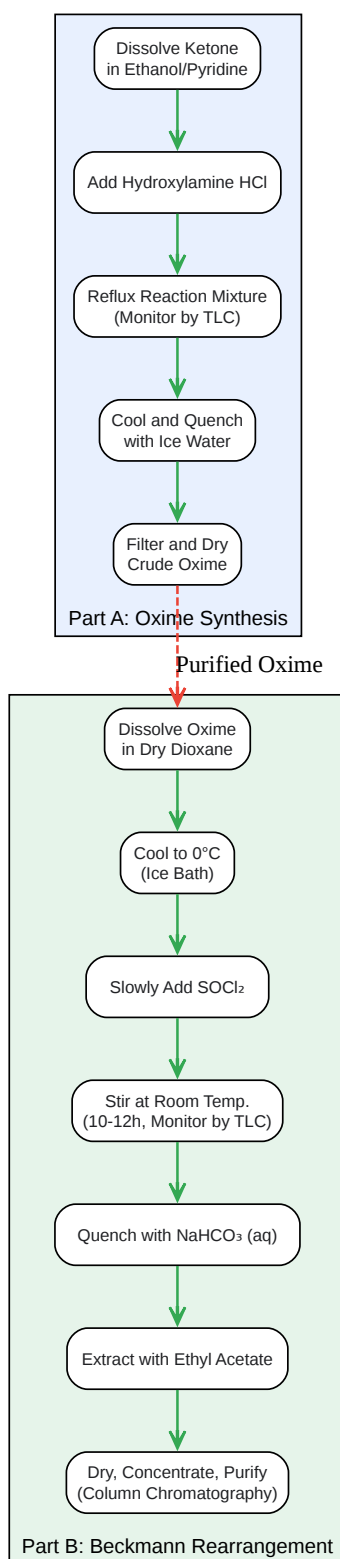 Dissolve Ketone
in Ethanol/Pyridine
Add Hydroxylamine HCl
Reflux Reaction Mixture
(Monitor by TLC)
Cool and Quench
with Ice Water
Filter and Dry
Crude Oxime
Part A: Oxime Synthesis
Purified Oxime
Dissolve Oxime
in Dry Dioxane
Cool to 0°C
(Ice Bath)
Slowly Add SOCl₂
Stir at Room Temp.
(10-12h, Monitor by TLC)
Quench with NaHCO₃ (aq)
Extract with Ethyl Acetate
Dry, Concentrate, Purify
(Column Chromatography)
Part B: Beckmann Rearrangement